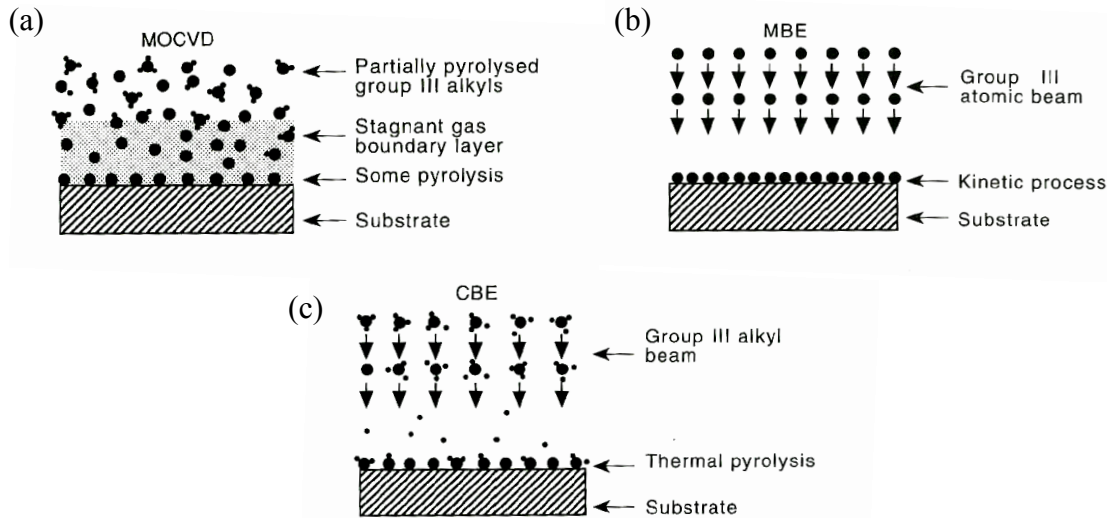 (a)
MOCVD
Partially pyrolysed
group III alkyls
Stagnant gas
boundary layer
Some pyrolysis
Substrate
(b)
MBE
Group III
atomic beam
Kinetic process
Substrate
(c)
CBE
Group III alkyl
beam
Thermal pyrolysis
Substrate